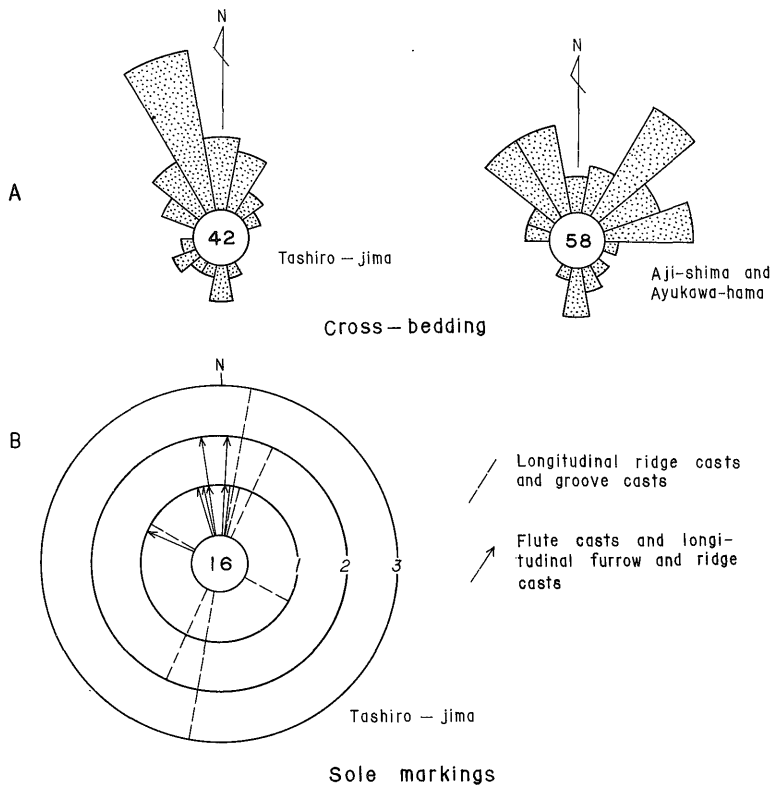 N
N
A
42
58
Tashiro — jima
Aji-shima and
Ayukawa-hama
Cross-bedding
N
B
Longitudinal ridge casts
and groove casts
16
1
2
3
Flute casts and longi-
tudinal furrow and ridge
casts
Tashiro — jima
Sole markings